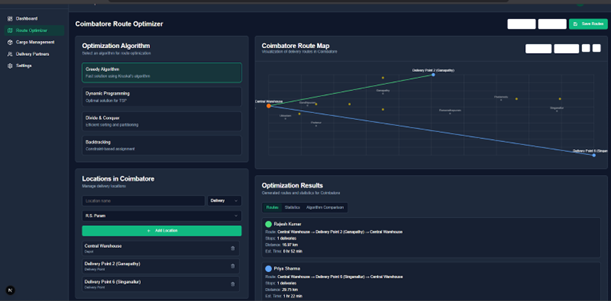 Dashboard
Route Optimizer
Cargo Management
Delivery Partners
Settings
Coimbatore Route Optimizer
Save Routes
Optimization Algorithm
Select an algorithm for route optimization
Greedy Algorithm
Fast solution using Kruskal's algorithm
Dynamic Programming
Optimal solution for TSP
Divide & Conquer
Efficient sorting and partitioning
Backtracking
Constraint-based assignment
Locations in Coimbatore
Manage delivery locations
Location name
Delivery
R.S. Puram
+ Add Location
Central Warehouse
Depot
Delivery Point 2 (Ganapathy)
Delivery Point
Delivery Point 6 (Singanallur)
Delivery Point
Coimbatore Route Map
Visualization of delivery routes in Coimbatore
Delivery Point 2 (Ganapathy)
Central Warehouse
Delivery Point 6 (Singan
Optimization Results
Generated routes and statistics for Coimbatore
Routes
Statistics
Algorithm Comparison
Rajesh Kumar
Route: Central Warehouse → Delivery Point 2 (Ganapathy) → Central Warehouse
Stops: 1 deliveries
Distance: 18.87 km
Est. Time: 0 hr 52 min
Priya Sharma
Route: Central Warehouse → Delivery Point 6 (Singanallur) → Central Warehouse
Stops: 1 deliveries
Distance: 29.71 km
Est. Time: 1 hr 22 min